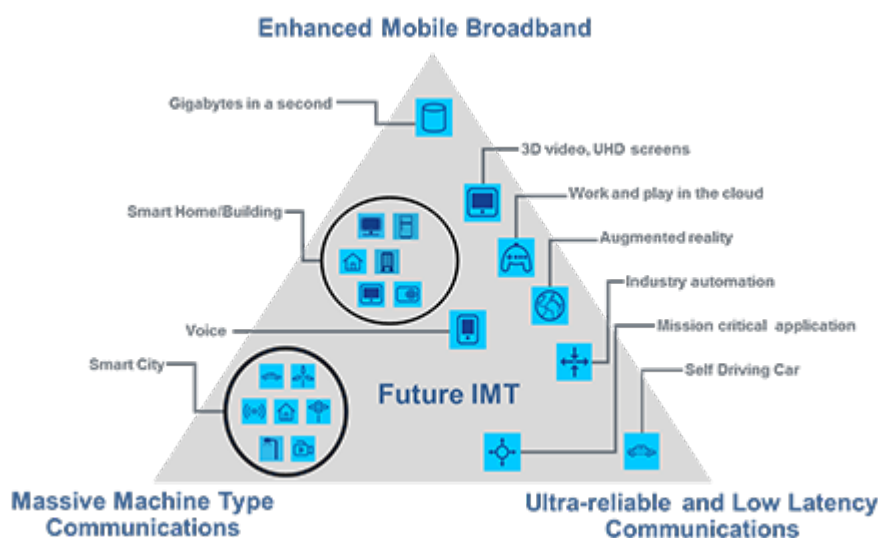 Enhanced Mobile Broadband
Gigabytes in a second
3D video, UHD screens
Work and play in the cloud
Smart Home/Building
Augmented reality
Industry automation
Voice
Mission critical application
Smart City
Self Driving Car
Future IMT
Massive Machine Type
Communications
Ultra-reliable and Low Latency
Communications